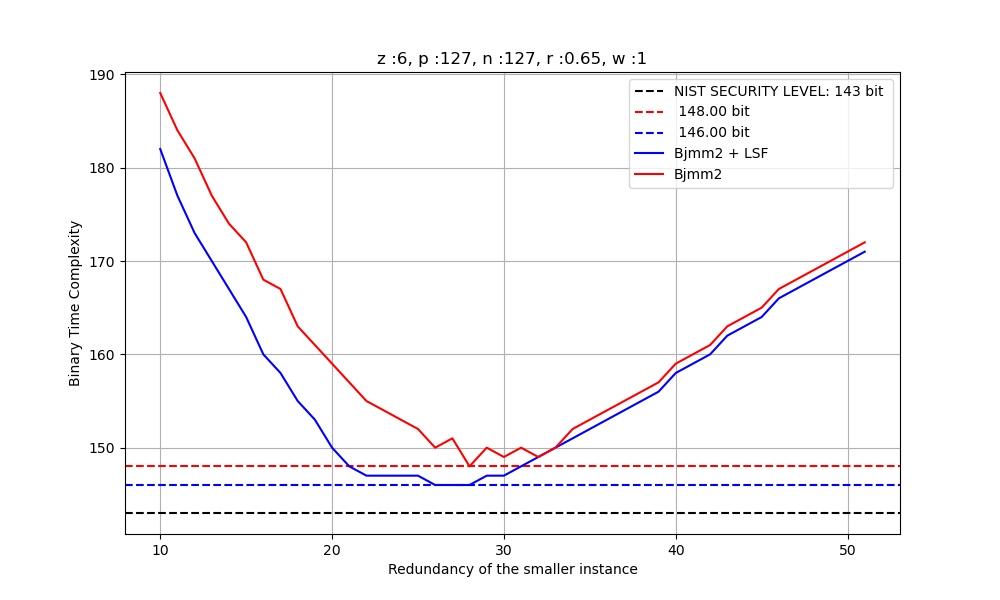 z :6, p :127, n :127, r :0.65, w :1
190
180
170
160
150
Binary Time Complexity
NIST SECURITY LEVEL: 143 bit
148.00 bit
146.00 bit
Bjmm2 + LSF
Bjmm2
10
20
30
40
50
Redundancy of the smaller instance